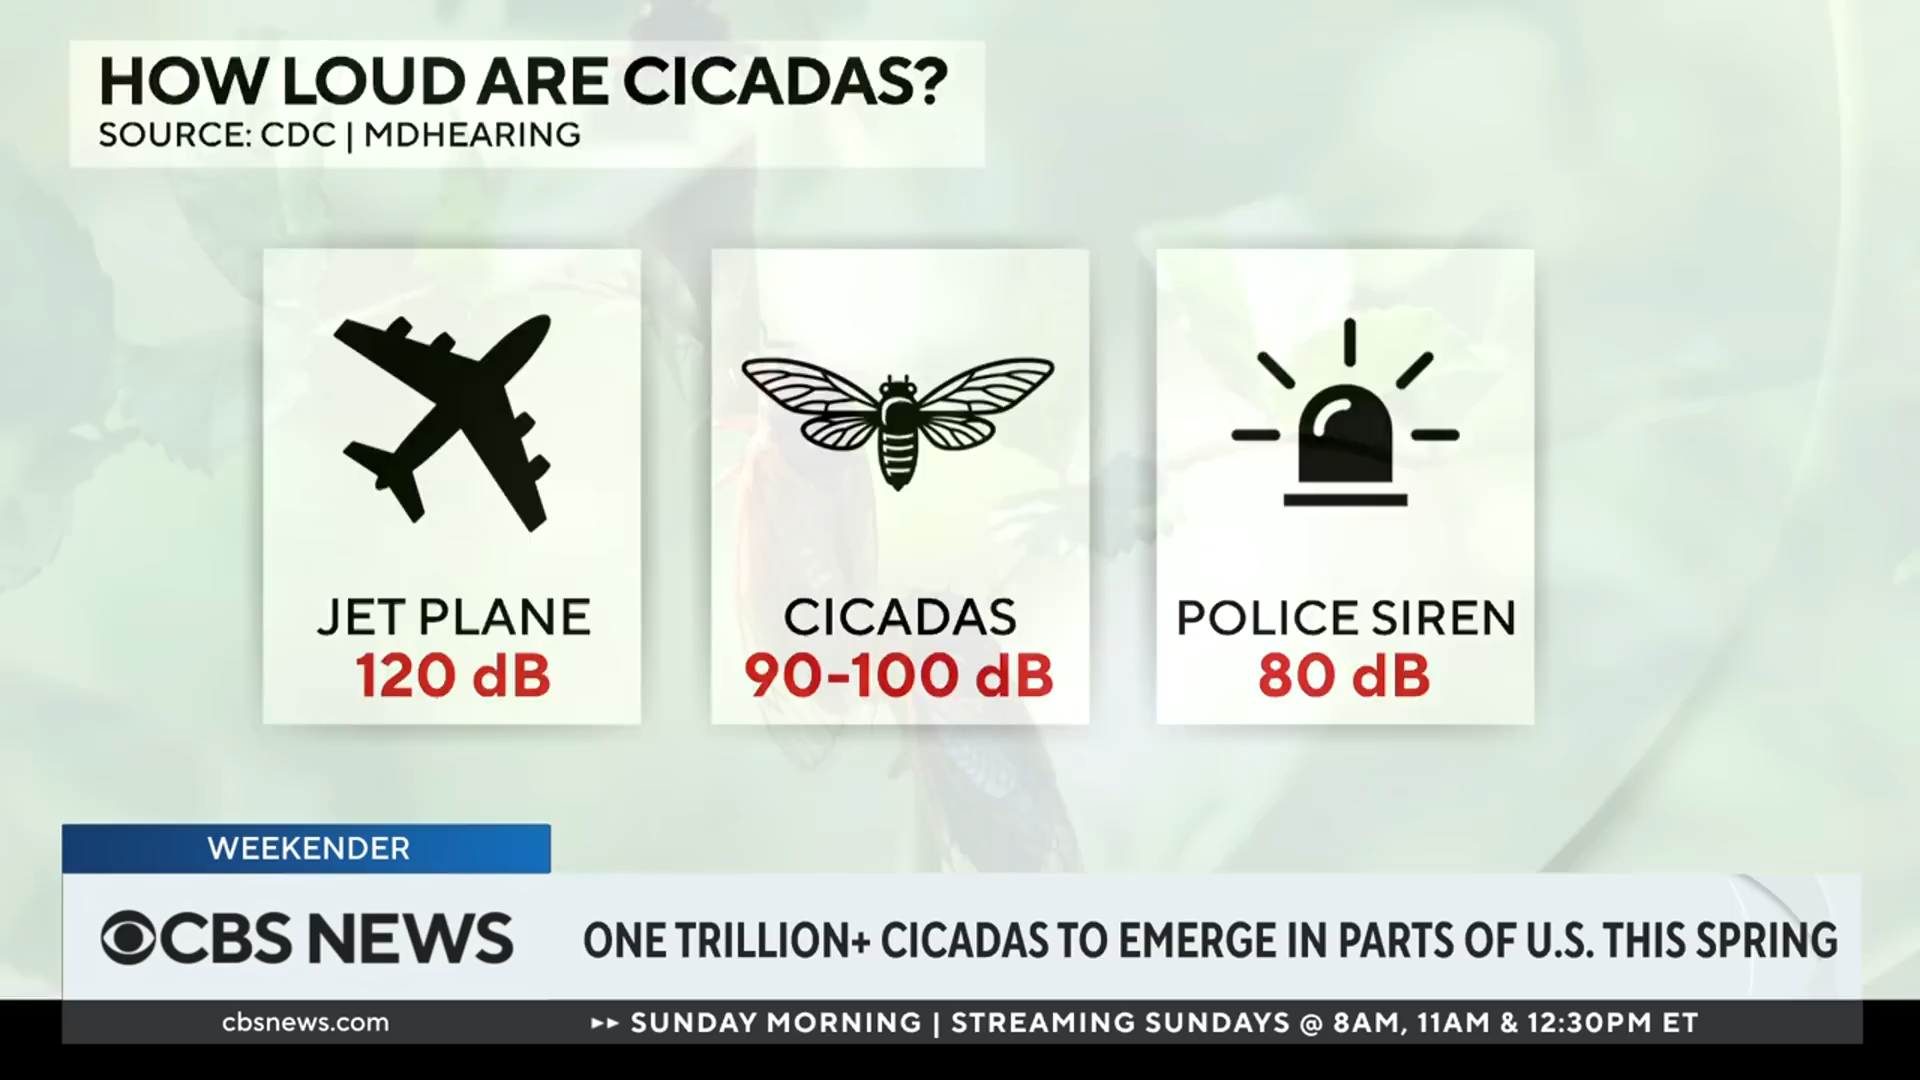 HOW LOUD ARE CICADAS?
SOURCE: CDC | MDHEARING
JET PLANE
120 dB
CICADAS
90-100 dB
POLICE SIREN
80 dB
WEEKENDER
CBS NEWS
ONE TRILLION+ CICADAS TO EMERGE IN PARTS OF U.S. THIS SPRING
cbsnews.com
SUNDAY MORNING | STREAMING SUNDAYS @ 8AM, 11AM & 12:30PM ET